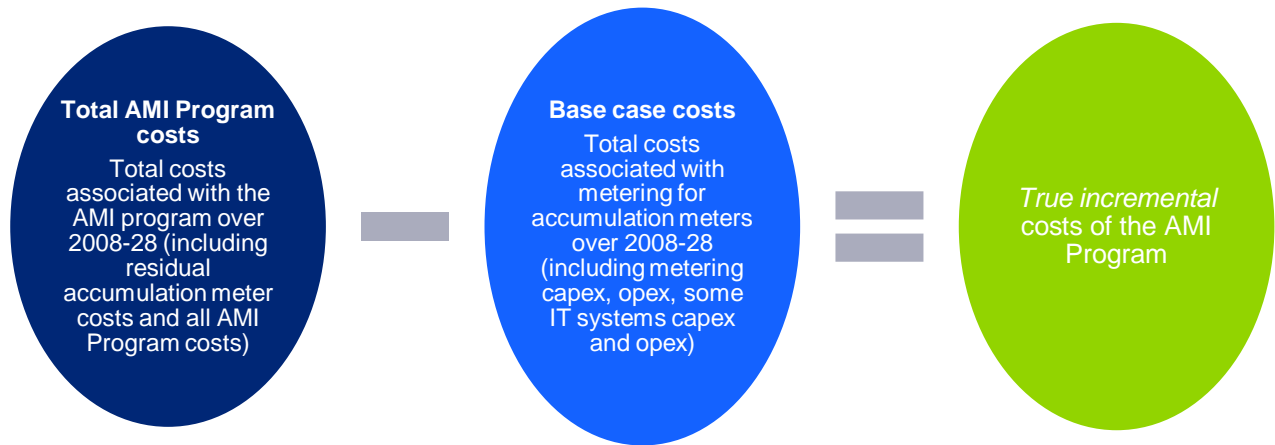 Total AMI Program
costs
Total costs
associated with the
AMI program over
2008-28 (including
residual
accumulation meter
costs and all AMI
Program costs)
Base case costs
Total costs
associated with
metering for
accumulation meters
over 2008-28
(including metering
capex, opex, some
IT systems capex
and opex)
True incremental
costs of the AMI
Program